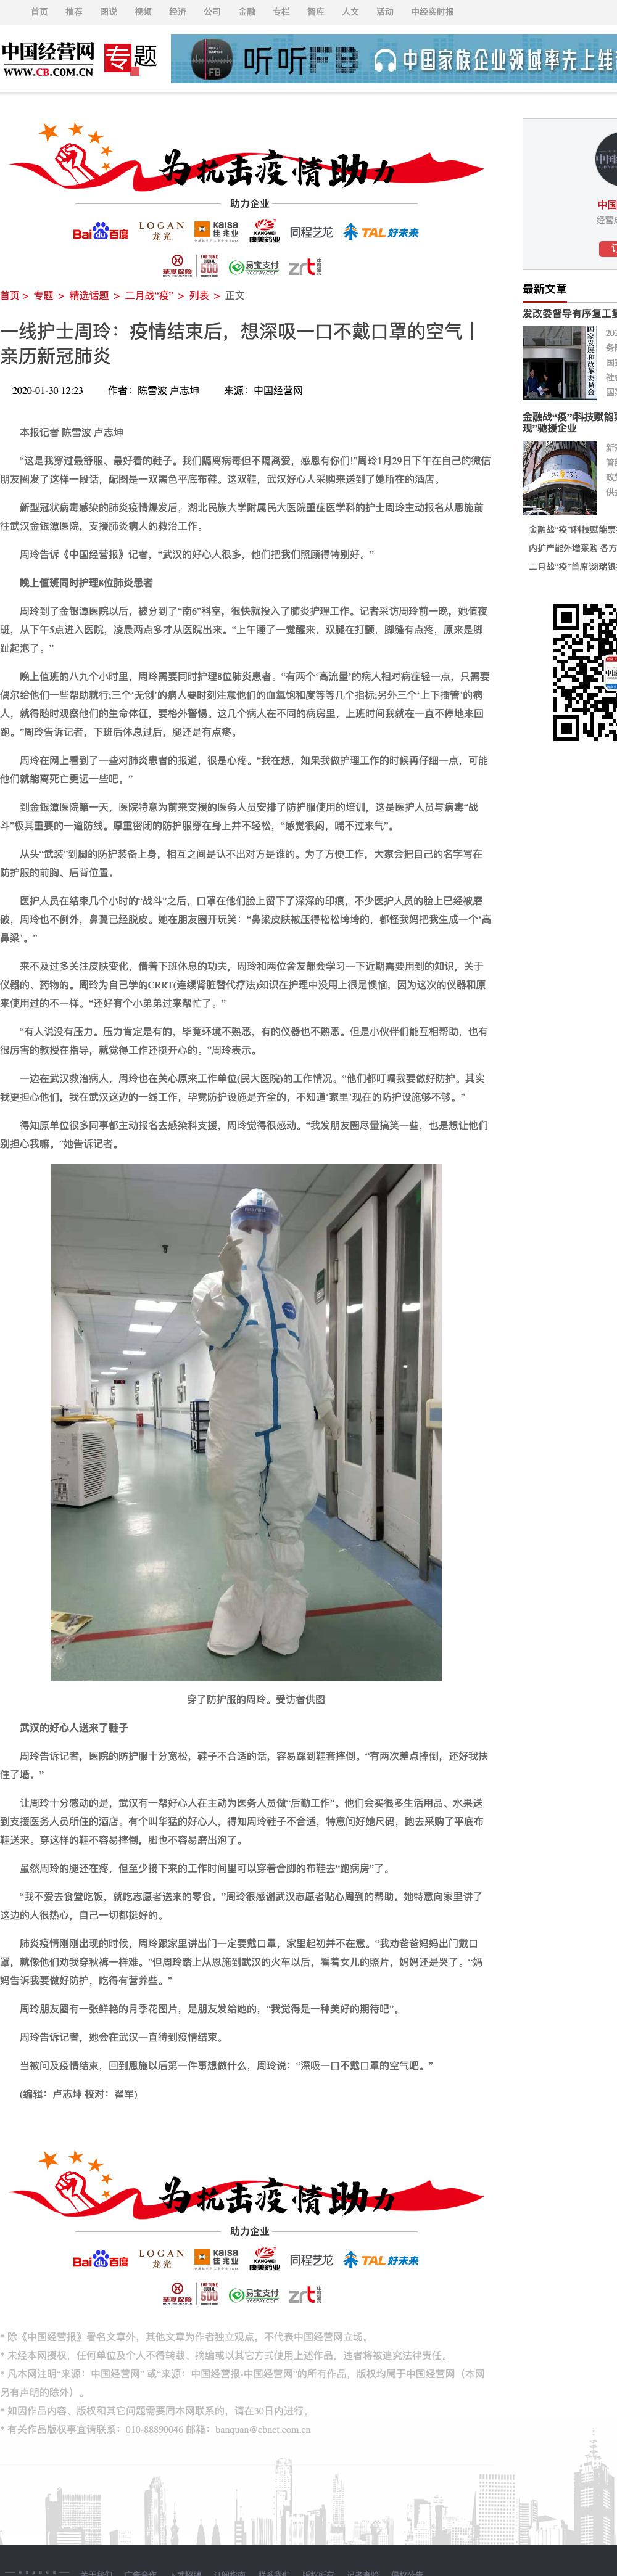 首页 推荐 图说 视频 经济 公司 金融 专栏 智库 人文 活动 中经实时报
中国经营网
WWW.CB.COM.CN
专题
FB 听听FB 中国家族企业领域率先上线
为抗击疫情助力
助力企业
Bai百度 LOGAN 龙光 KAISA 佳兆业 KANGMEI 康美药业 同程艺龙 TAL 好未来
华夏保险 FORTUNE 500 易宝支付 YEEPAY.COM zrt
首页 > 专题 > 精选话题 > 二月战“疫” > 列表 > 正文
一线护士周玲：疫情结束后，想深吸一口不戴口罩的空气丨
亲历新冠肺炎
2020-01-30 12:23 作者：陈雪波 卢志坤 来源：中国经营网
本报记者 陈雪波 卢志坤
“这是我穿过最舒服、最好看的鞋子。我们隔离病毒但不隔离爱，感恩有你们!”周玲1月29日下午在自己的微信
朋友圈发了这样一段话，配图是一双黑色平底布鞋。这双鞋，武汉好心人采购来送到了她所在的酒店。
新型冠状病毒感染的肺炎疫情爆发后，湖北民族大学附属民大医院重症医学科的护士周玲主动报名从恩施前
往武汉金银潭医院，支援肺炎病人的救治工作。
周玲告诉《中国经营报》记者，“武汉的好心人很多，他们把我们照顾得特别好。”
晚上值班同时护理8位肺炎患者
周玲到了金银潭医院以后，被分到了“南6”科室，很快就投入了肺炎护理工作。记者采访周玲前一晚，她值夜
班，从下午5点进入医院，凌晨两点多才从医院出来。“上午睡了一觉醒来，双腿在打颤，脚缝有点疼，原来是脚
趾起泡了。”
晚上值班的八九个小时里，周玲需要同时护理8位肺炎患者。“有两个‘高流量’的病人相对病症轻一点，只需要
偶尔给他们一些帮助就行;三个‘无创’的病人要时刻注意他们的血氧饱和度等等几个指标;另外三个‘上下插管’的病
人，就得随时观察他们的生命体征，要格外警惕。这几个病人在不同的病房里，上班时间我就在一直不停地来回
跑。”周玲告诉记者，下班后休息过后，腿还是有点疼。
周玲在网上看到了一些对肺炎患者的报道，很是心疼。“我在想，如果我做护理工作的时候再仔细一点，可能
他们就能离死亡更远一些吧。”
到金银潭医院第一天，医院特意为前来支援的医务人员安排了防护服使用的培训，这是医护人员与病毒“战
斗”极其重要的一道防线。厚重密闭的防护服穿在身上并不轻松，“感觉很闷，喘不过来气”。
从头“武装”到脚的防护装备上身，相互之间是认不出对方是谁的。为了方便工作，大家会把自己的名字写在
防护服的前胸、后背位置。
医护人员在结束几个小时的“战斗”之后，口罩在他们脸上留下了深深的印痕，不少医护人员的脸上已经被磨
破，周玲也不例外，鼻翼已经脱皮。她在朋友圈开玩笑：“鼻梁皮肤被压得松松垮垮的，都怪我妈把我生成一个‘高
鼻梁’。”
来不及过多关注皮肤变化，借着下班休息的功夫，周玲和两位舍友都会学习一下近期需要用到的知识，关于
仪器的、药物的。周玲为自己学的CRRT(连续肾脏替代疗法)知识在护理中没用上很是懊恼，因为这次的仪器和原
来使用过的不一样。“还好有个小弟弟过来帮忙了。”
“有人说没有压力。压力肯定是有的，毕竟环境不熟悉，有的仪器也不熟悉。但是小伙伴们能互相帮助，也有
很厉害的教授在指导，就觉得工作还挺开心的。”周玲表示。
一边在武汉救治病人，周玲也在关心原来工作单位(民大医院)的工作情况。“他们都叮嘱我要做好防护。其实
我更担心他们，我在武汉这边的一线工作，毕竟防护设施是齐全的，不知道‘家里’现在的防护设施够不够。”
得知原单位很多同事都主动报名去感染科支援，周玲觉得很感动。“我发朋友圈尽量搞笑一些，也是想让他们
别担心我嘛。”她告诉记者。
穿了防护服的周玲。受访者供图
武汉的好心人送来了鞋子
周玲告诉记者，医院的防护服十分宽松，鞋子不合适的话，容易踩到鞋套摔倒。“有两次差点摔倒，还好我扶
住了墙。”
让周玲十分感动的是，武汉有一帮好心人在主动为医务人员做“后勤工作”。他们会买很多生活用品、水果送
到支援医务人员所住的酒店。有个叫华猛的好心人，得知周玲鞋子不合适，特意问好她尺码，跑去采购了平底布
鞋送来。穿这样的鞋不容易摔倒，脚也不容易磨出泡了。
虽然周玲的腿还在疼，但至少接下来的工作时间里可以穿着合脚的布鞋去“跑病房”了。
“我不爱去食堂吃饭，就吃志愿者送来的零食。”周玲很感谢武汉志愿者贴心周到的帮助。她特意向家里讲了
这边的人很热心，自己一切都挺好的。
肺炎疫情刚刚出现的时候，周玲跟家里讲出门一定要戴口罩，家里起初并不在意。“我劝爸爸妈妈出门戴口
罩，就像他们劝我穿秋裤一样难。”但周玲踏上从恩施到武汉的火车以后，看着女儿的照片，妈妈还是哭了。“妈
妈告诉我要做好防护，吃得有营养些。”
周玲朋友圈有一张鲜艳的月季花图片，是朋友发给她的，“我觉得是一种美好的期待吧”。
周玲告诉记者，她会在武汉一直待到疫情结束。
当被问及疫情结束，回到恩施以后第一件事想做什么，周玲说：“深吸一口不戴口罩的空气吧。”
(编辑：卢志坤 校对：翟军)
为抗击疫情助力
助力企业
Bai百度 LOGAN 龙光 KAISA 佳兆业 KANGMEI 康美药业 同程艺龙 TAL 好未来
华夏保险 FORTUNE 500 易宝支付 YEEPAY.COM zrt
* 除《中国经营报》署名文章外，其他文章为作者独立观点，不代表中国经营网立场。
* 未经本网授权，任何单位及个人不得转载、摘编或以其它方式使用上述作品，违者将被追究法律责任。
* 凡本网注明“来源：中国经营网” 或“来源：中国经营报-中国经营网”的所有作品，版权均属于中国经营网（本网
另有声明的除外）。
* 如因作品内容、版权和其它问题需要同本网联系的，请在30日内进行。
* 有关作品版权事宜请联系：010-88890046 邮箱：banquan@cbnet.com.cn
中国
经营
最新文章
发改委督导有序复工复
202
务
国
国家发展和改革委员会
社会
国
金融战“疫”|科技赋能
现”驰援企业
新
管
政
供
金融战“疫”|科技赋能票
内扩产能外增采购 各方
二月战“疫”首席谈|瑞银
关于我们 广告合作 人才招聘 订阅指南 联系我们 版权所有 记者查验 侵权公告